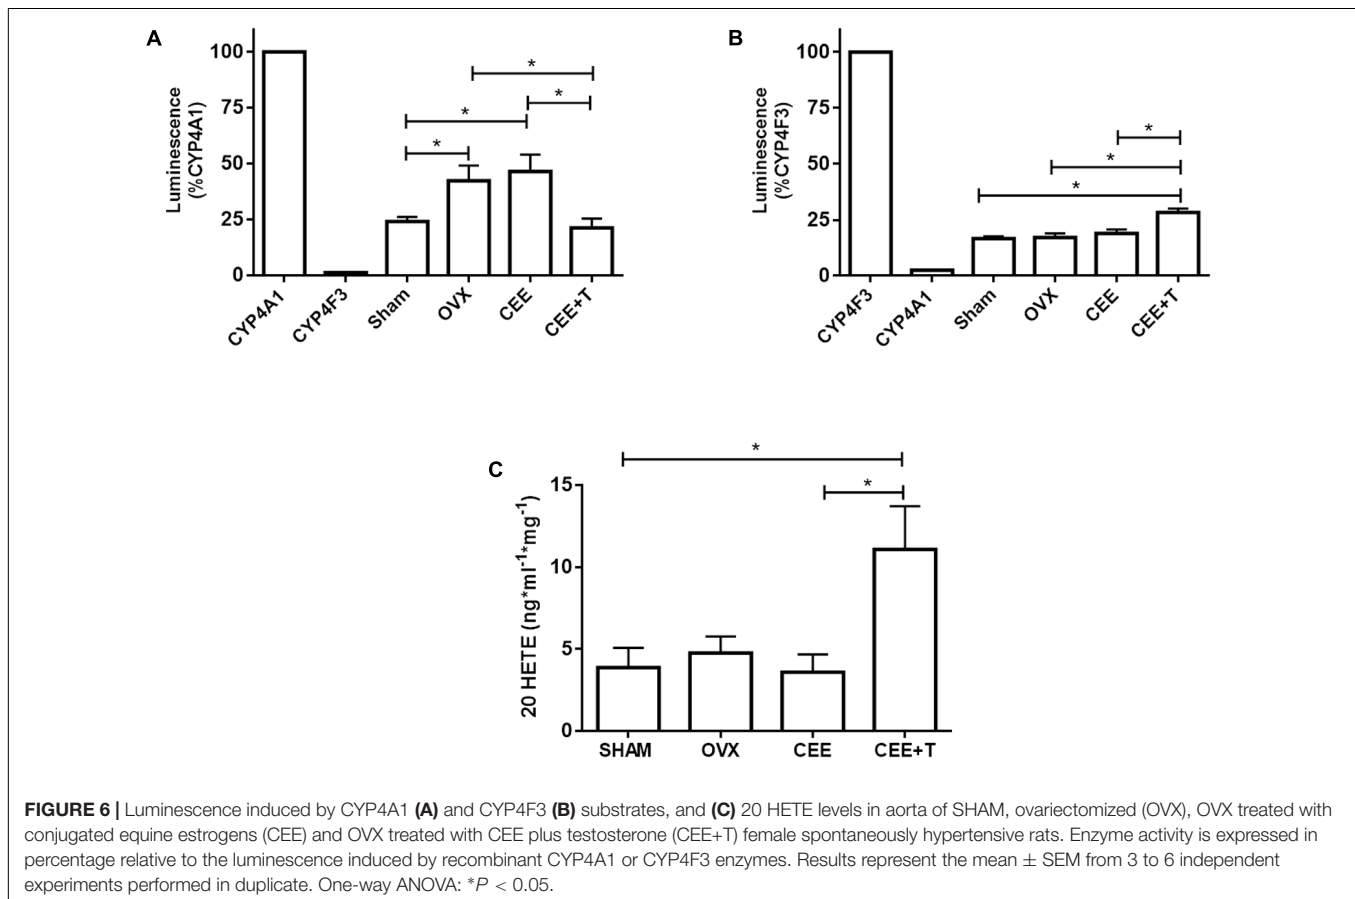 A
Luminescence
(%CYP4A1)
100
75
50
25
0
*
*
*
*
CYP4A1
CYP4F3
Sham
OVX
CEE
CEE+T
B
Luminescence
(%CYP4F3)
100
75
50
25
0
*
*
*
CYP4F3
CYP4A1
Sham
OVX
CEE
CEE+T
C
20 HETE (ng*ml-1*mg-1)
15
10
5
0
*
*
SHAM
OVX
CEE
CEE+T
FIGURE 6 | Luminescence induced by CYP4A1 (A) and CYP4F3 (B) substrates, and (C) 20 HETE levels in aorta of SHAM, ovariectomized (OVX), OVX treated with
conjugated equine estrogens (CEE) and OVX treated with CEE plus testosterone (CEE+T) female spontaneously hypertensive rats. Enzyme activity is expressed in
percentage relative to the luminescence induced by recombinant CYP4A1 or CYP4F3 enzymes. Results represent the mean ± SEM from 3 to 6 independent
experiments performed in duplicate. One-way ANOVA: *P < 0.05.